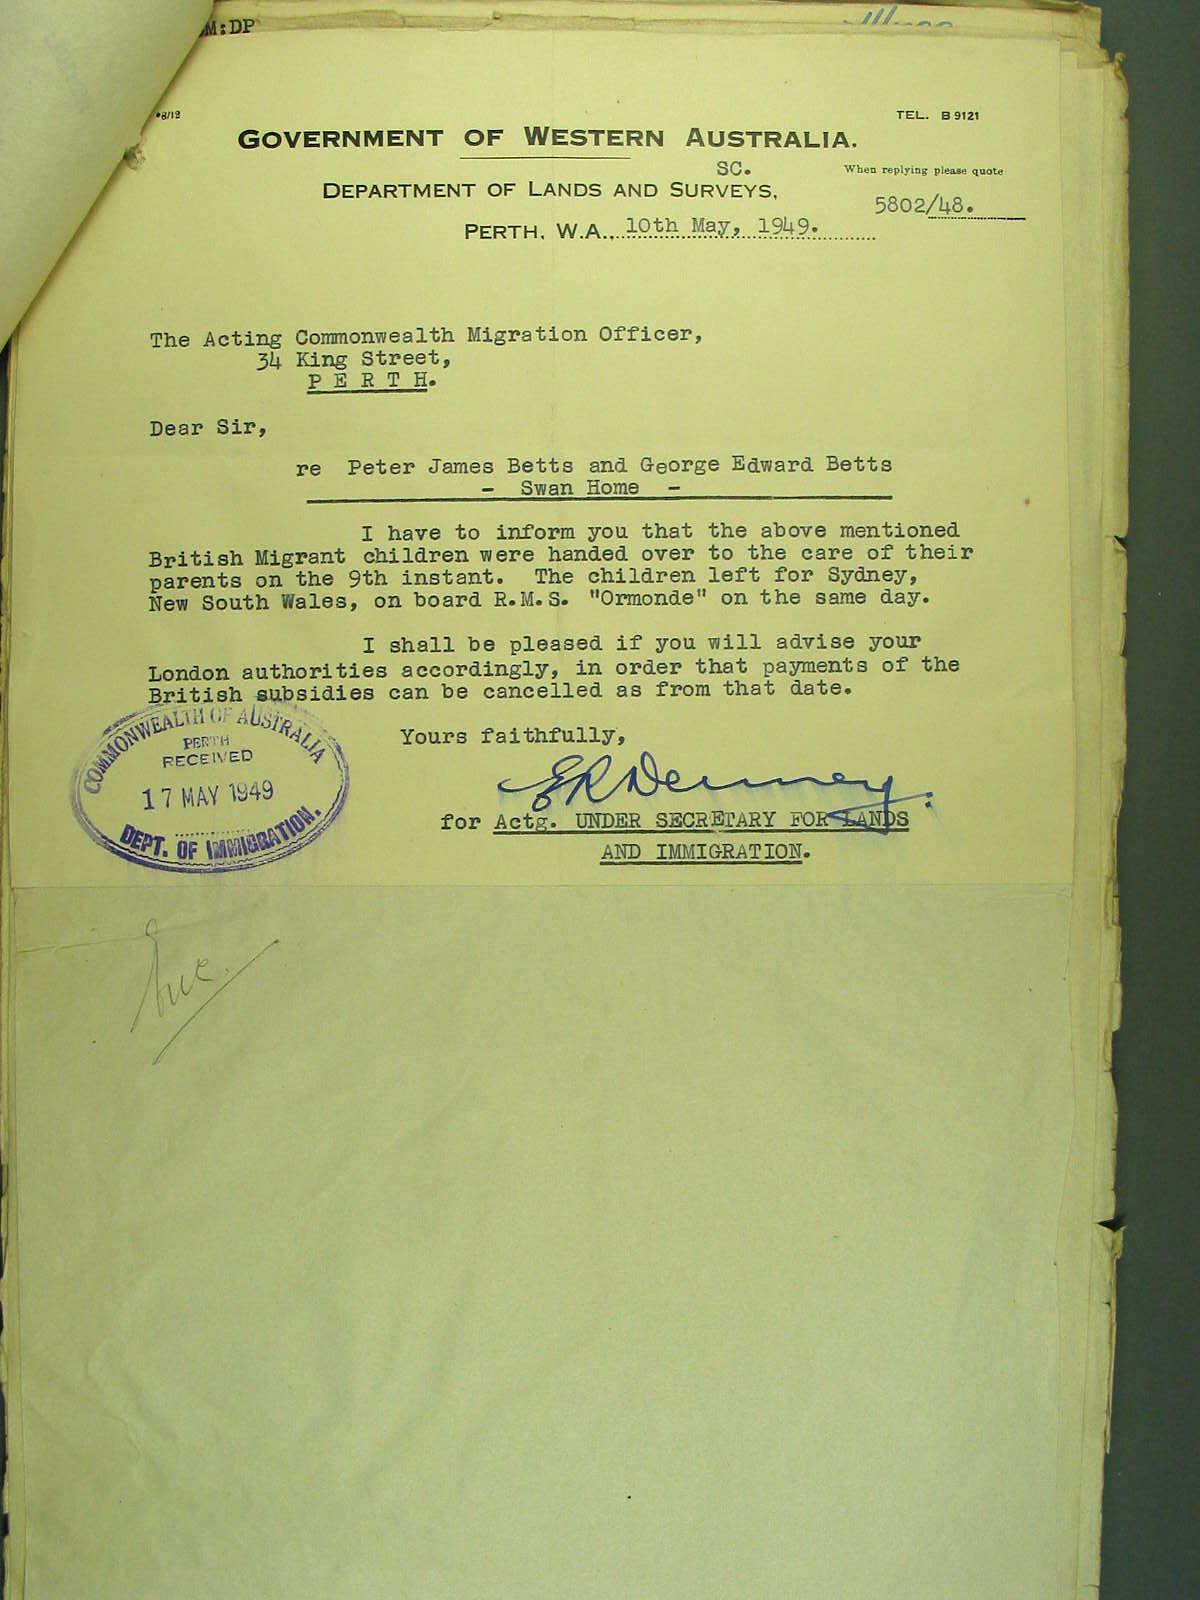 M:DP
8/12
TEL. B 9121
GOVERNMENT OF WESTERN AUSTRALIA.
SC.
When replying please quote
DEPARTMENT OF LANDS AND SURVEYS,
5802/48.
PERTH, W.A., 10th May, 1949.
The Acting Commonwealth Migration Officer,
34 King Street,
P E R T H.
Dear Sir,
re Peter James Betts and George Edward Betts
- Swan Home -
I have to inform you that the above mentioned
British Migrant children were handed over to the care of their
parents on the 9th instant. The children left for Sydney,
New South Wales, on board R.M.S. "Ormonde" on the same day.
I shall be pleased if you will advise your
London authorities accordingly, in order that payments of the
British subsidies can be cancelled as from that date.
Yours faithfully,
for Actg. UNDER SECRETARY FOR LANDS
AND IMMIGRATION.
COMMONWEALTH OF AUSTRALIA
PERTH
RECEIVED
17 MAY 1949
DEPT. OF IMMIGRATION.